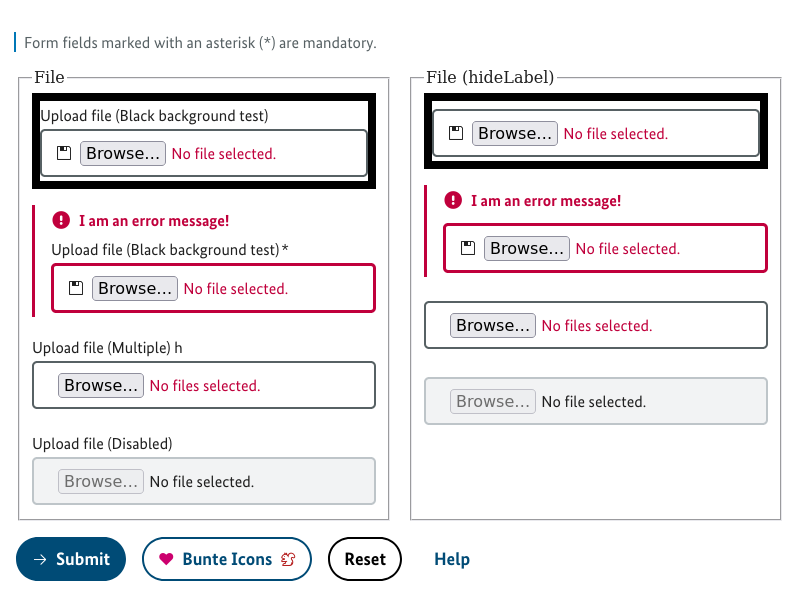 Form fields marked with an asterisk (*) are mandatory.
File
Upload file (Black background test)
Browse... No file selected.
I am an error message!
Upload file (Black background test) *
Browse... No file selected.
Upload file (Multiple) h
Browse... No files selected.
Upload file (Disabled)
Browse... No file selected.
File (hideLabel)
Browse... No file selected.
I am an error message!
Browse... No file selected.
Browse... No files selected.
Browse... No file selected.
Submit
Bunte Icons
Reset
Help